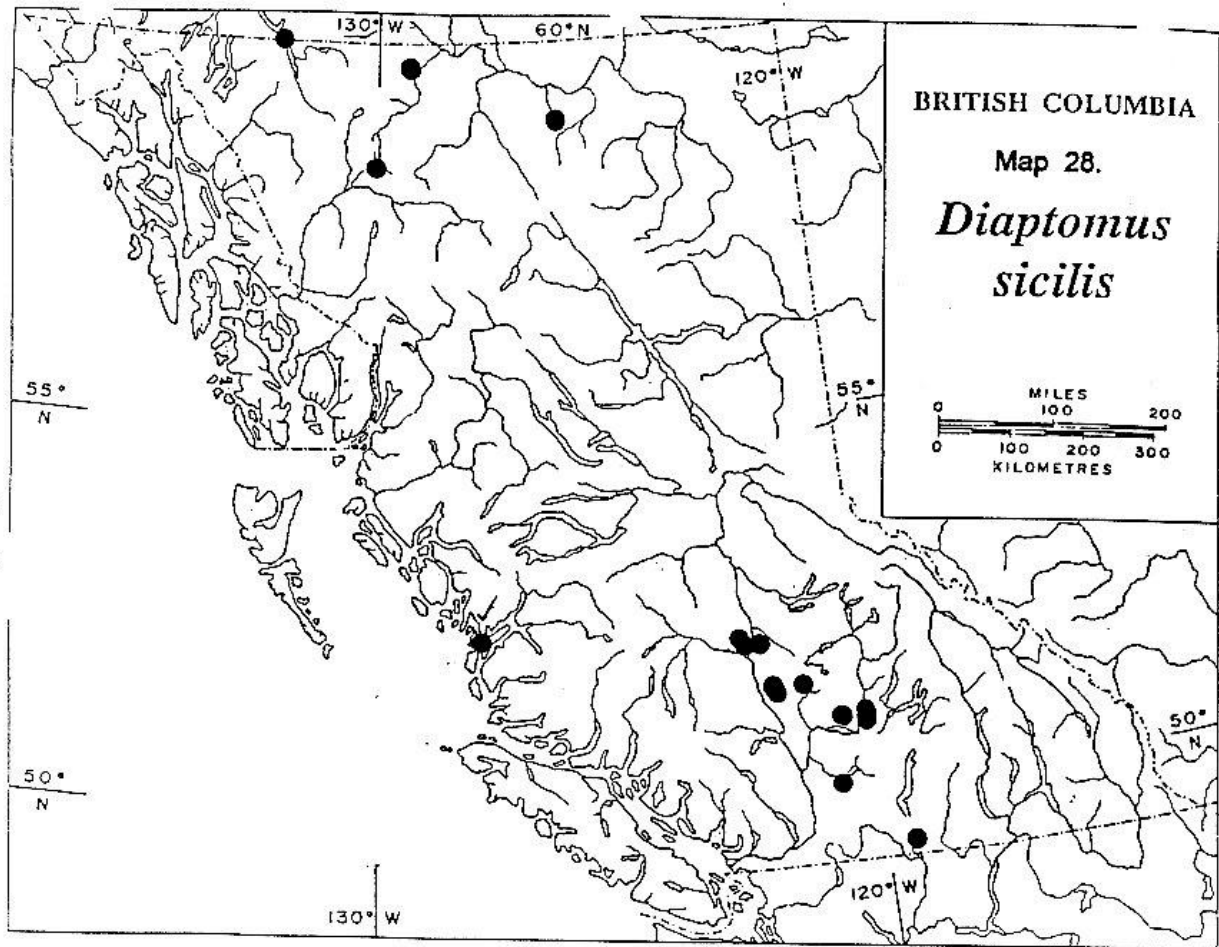 130° W
60° N
120° W
BRITISH COLUMBIA
Map 28.
Diaptomus
sicilis
55°
N
55°
N
MILES
0 100 200
0 100 200 300
KILOMETRES
50°
N
50°
N
130° W
120° W